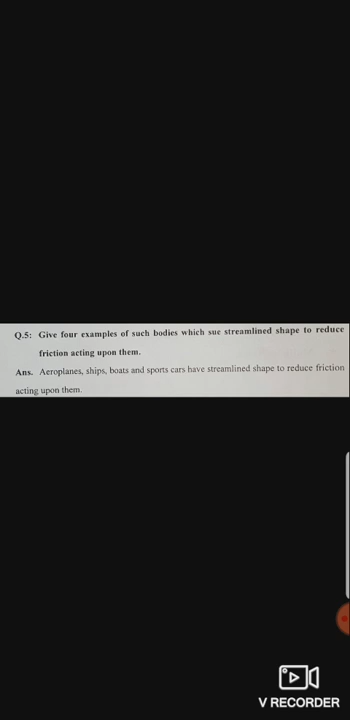 Q.5: Give four examples of such bodies which sue streamlined shape to reduce
friction acting upon them.
Ans. Aeroplanes, ships, boats and sports cars have streamlined shape to reduce friction
acting upon them.
V RECORDER